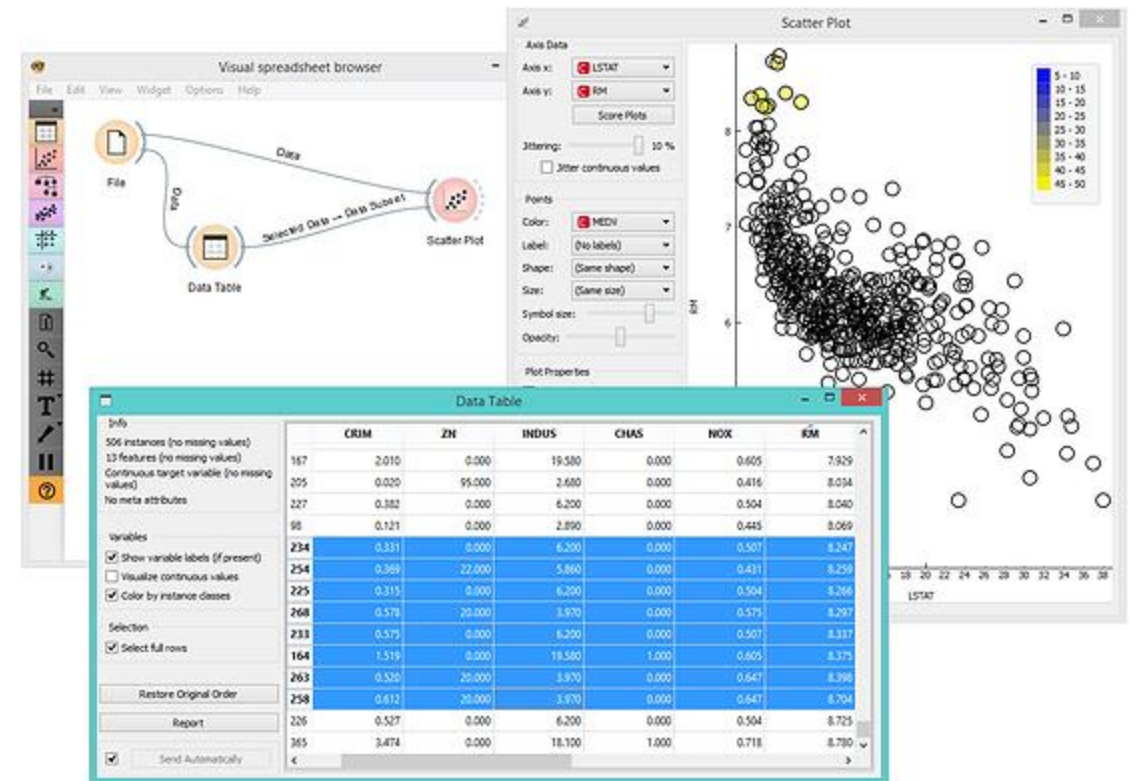 Scatter Plot
Axis Data
Axis x: C LSTAT
Axis y: C RM
Score Plots
Jittering: 10 %
Jitter continuous values
Points
Color: C MEDV
Label: (No labels)
Shape: (Same shape)
Size: (Same size)
Symbol size:
Opacity:
Plot Properties
5 - 10
10 - 15
15 - 20
20 - 25
25 - 30
30 - 35
35 - 40
40 - 45
45 - 50
8
7
6
RM
18 20 22 24 26 28 30 32 34 36 38
LSTAT
Visual spreadsheet browser
File Edit View Widget Options Help
File
Data
Data
Data Table
Selected Data → Data Subset
Scatter Plot
T
?
Data Table
Info
506 instances (no missing values)
13 features (no missing values)
Continuous target variable (no missing
values)
No meta attributes
Variables
Show variable labels (if present)
Visualize continuous values
Color by instance classes
Selection
Select full rows
Restore Original Order
Report
Send Automatically
CRIM ZN INDUS CHAS NOX RM
167 2.010 0.000 19.580 0.000 0.605 7.929
205 0.020 95.000 2.680 0.000 0.416 8.034
227 0.382 0.000 6.200 0.000 0.504 8.040
98 0.121 0.000 2.890 0.000 0.445 8.069
234 0.331 0.000 6.200 0.000 0.507 8.247
254 0.369 22.000 5.860 0.000 0.431 8.259
225 0.315 0.000 6.200 0.000 0.504 8.266
268 0.578 20.000 3.970 0.000 0.575 8.297
233 0.575 0.000 6.200 0.000 0.507 8.337
164 1.519 0.000 19.580 1.000 0.605 8.375
263 0.520 20.000 3.970 0.000 0.647 8.398
258 0.612 20.000 3.970 0.000 0.647 8.704
226 0.527 0.000 6.200 0.000 0.504 8.725
365 3.474 0.000 18.100 1.000 0.718 8.780